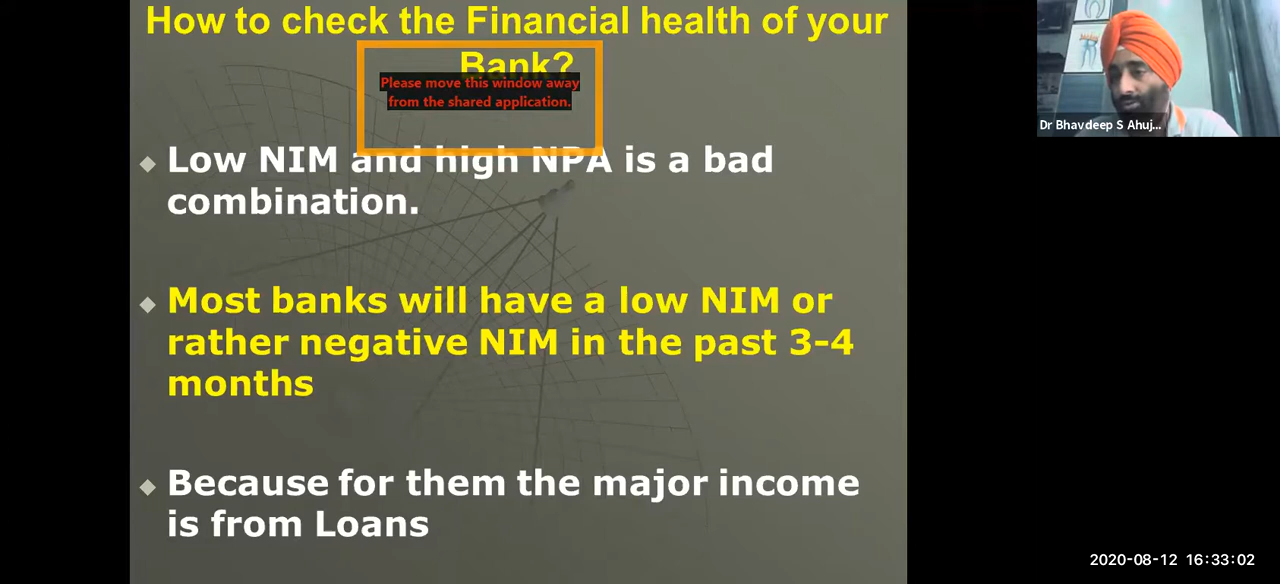 How to check the Financial health of your
Bank?
Please move this window away
from the shared application.
Low NIM and high NPA is a bad
combination.
Most banks will have a low NIM or
rather negative NIM in the past 3-4
months
Because for them the major income
is from Loans
Dr Bhavdeep S Ahuj...
2020-08-12 16:33:02